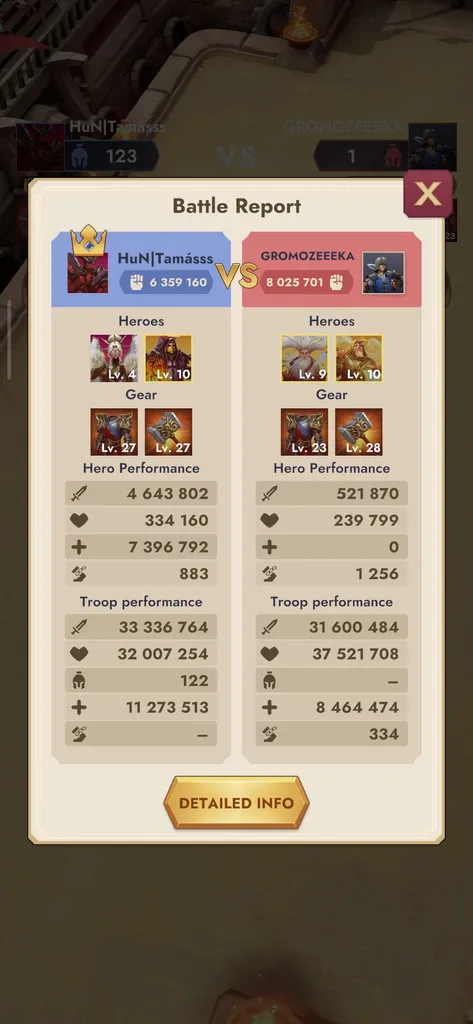 HuN|Tamásss
GROMOZEEEKA
123
VS
1
Battle Report
X
HuN|Tamásss
6 359 160
VS
GROMOZEEEKA
8 025 701
Heroes
Lv. 4
Lv. 10
Gear
Lv. 27
Lv. 27
Hero Performance
4 643 802
334 160
7 396 792
883
Troop performance
33 336 764
32 007 254
122
11 273 513
–
Heroes
Lv. 9
Lv. 10
Gear
Lv. 23
Lv. 28
Hero Performance
521 870
239 799
0
1 256
Troop performance
31 600 484
37 521 708
–
8 464 474
334
DETAILED INFO
23